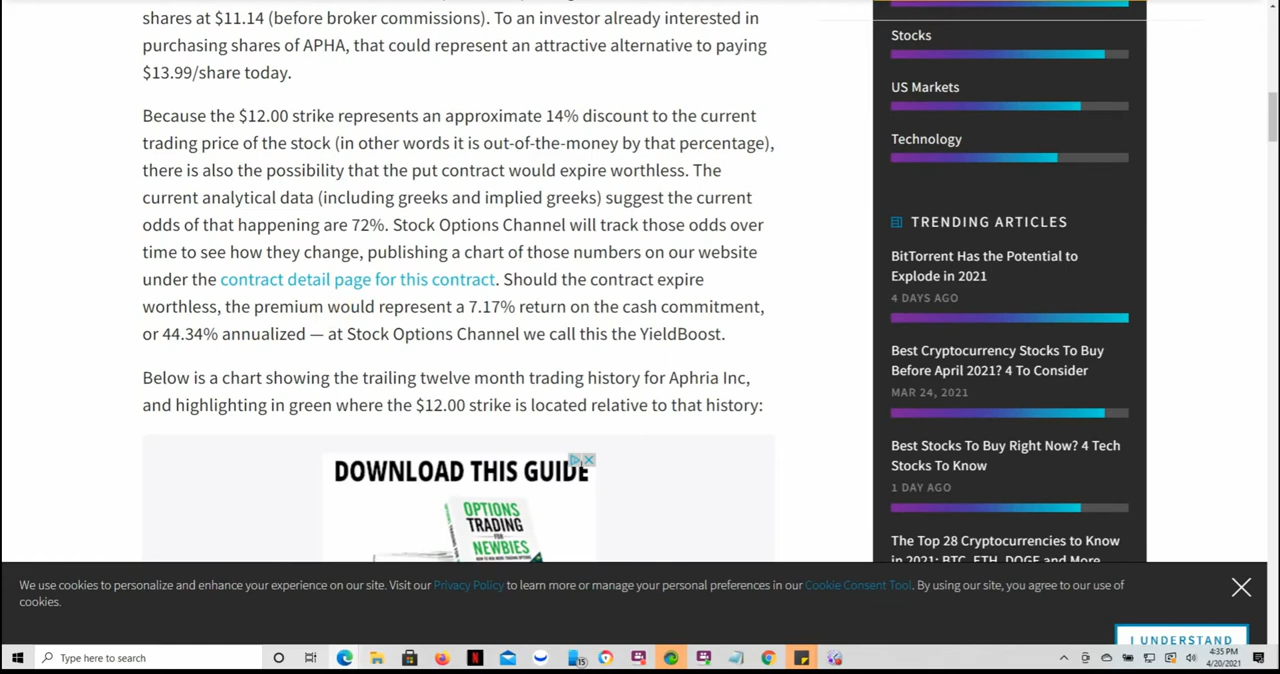 shares at $11.14 (before broker commissions). To an investor already interested in
purchasing shares of APHA, that could represent an attractive alternative to paying
$13.99/share today.
Because the $12.00 strike represents an approximate 14% discount to the current
trading price of the stock (in other words it is out-of-the-money by that percentage),
there is also the possibility that the put contract would expire worthless. The
current analytical data (including greeks and implied greeks) suggest the current
odds of that happening are 72%. Stock Options Channel will track those odds over
time to see how they change, publishing a chart of those numbers on our website
under the contract detail page for this contract. Should the contract expire
worthless, the premium would represent a 7.17% return on the cash commitment,
or 44.34% annualized — at Stock Options Channel we call this the YieldBoost.
Below is a chart showing the trailing twelve month trading history for Aphria Inc,
and highlighting in green where the $12.00 strike is located relative to that history:
DOWNLOAD THIS GUIDE
OPTIONS
TRADING
FOR
NEWBIES
Stocks
US Markets
Technology
TRENDING ARTICLES
BitTorrent Has the Potential to
Explode in 2021
4 DAYS AGO
Best Cryptocurrency Stocks To Buy
Before April 2021? 4 To Consider
MAR 24, 2021
Best Stocks To Buy Right Now? 4 Tech
Stocks To Know
1 DAY AGO
The Top 28 Cryptocurrencies to Know
in 2021: BTC, ETH, DOGE and More
We use cookies to personalize and enhance your experience on our site. Visit our Privacy Policy to learn more or manage your personal preferences in our Cookie Consent Tool. By using our site, you agree to our use of
cookies.
I UNDERSTAND
Type here to search
15
4:35 PM
4/20/2021